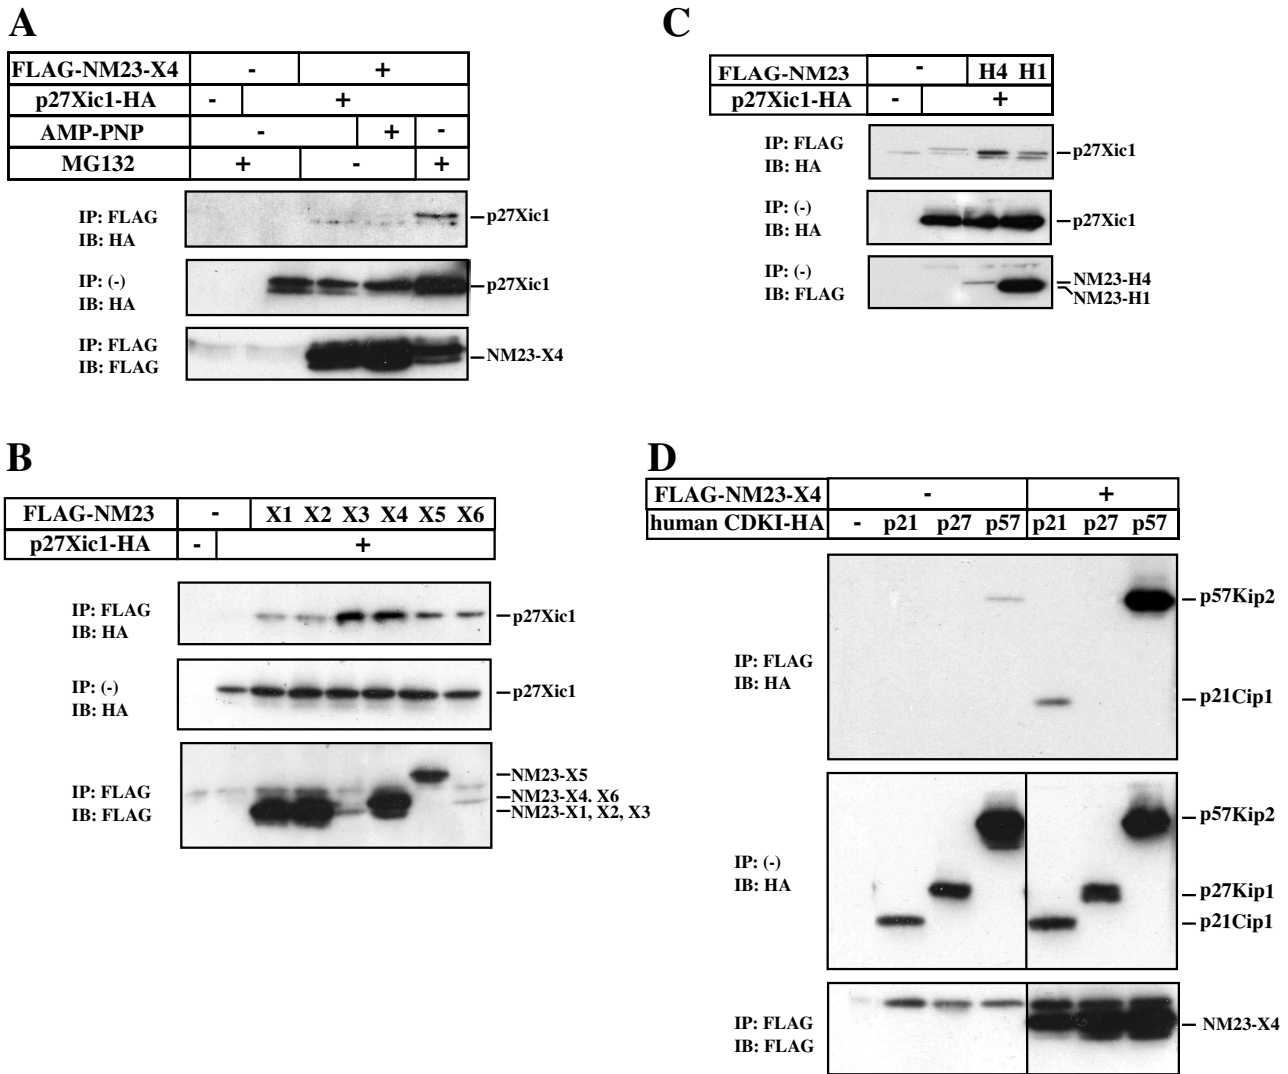 A
FLAG-NM23-X4 - +
p27Xic1-HA - +
AMP-PNP - + -
MG132 + - +
IP: FLAG
IB: HA
p27Xic1
IP: (-)
IB: HA
p27Xic1
IP: FLAG
IB: FLAG
NM23-X4
B
FLAG-NM23 - X1 X2 X3 X4 X5 X6
p27Xic1-HA - +
IP: FLAG
IB: HA
p27Xic1
IP: (-)
IB: HA
p27Xic1
IP: FLAG
IB: FLAG
NM23-X5
NM23-X4, X6
NM23-X1, X2, X3
C
FLAG-NM23 - H4 H1
p27Xic1-HA - +
IP: FLAG
IB: HA
p27Xic1
IP: (-)
IB: HA
p27Xic1
IP: (-)
IB: FLAG
NM23-H4
NM23-H1
D
FLAG-NM23-X4 - +
human CDKI-HA - p21 p27 p57 p21 p27 p57
IP: FLAG
IB: HA
p57Kip2
p21Cip1
IP: (-)
IB: HA
p57Kip2
p27Kip1
p21Cip1
IP: FLAG
IB: FLAG
NM23-X4